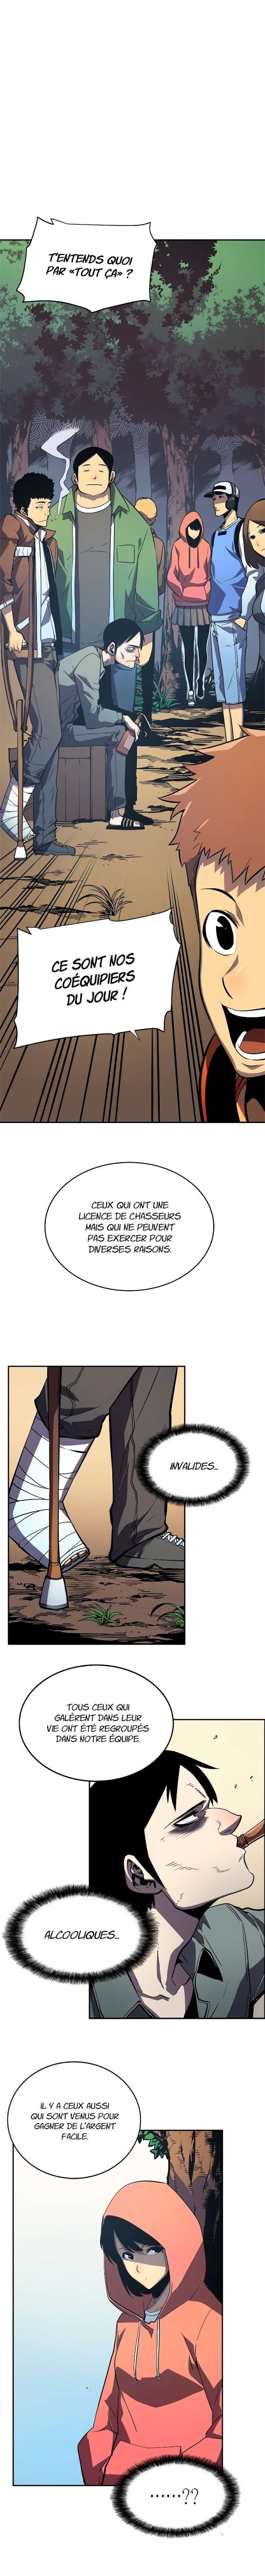 T'ENTENDS QUOI
PAR «TOUT ÇA» ?
CE SONT NOS
COÉQUIPIERS
DU JOUR !
CEUX QUI ONT UNE
LICENCE DE CHASSEURS
MAIS QUI NE PEUVENT
PAS EXERCER POUR
DIVERSES RAISONS.
INVALIDES...
TOUS CEUX QUI
GALÈRENT DANS LEUR
VIE ONT ÉTÉ REGROUPÉS
DANS NOTRE ÉQUIPE.
ALCOOLIQUES...
IL Y A CEUX AUSSI
QUI SONT VENUS POUR
GAGNER DE L'ARGENT
FACILE.
......??